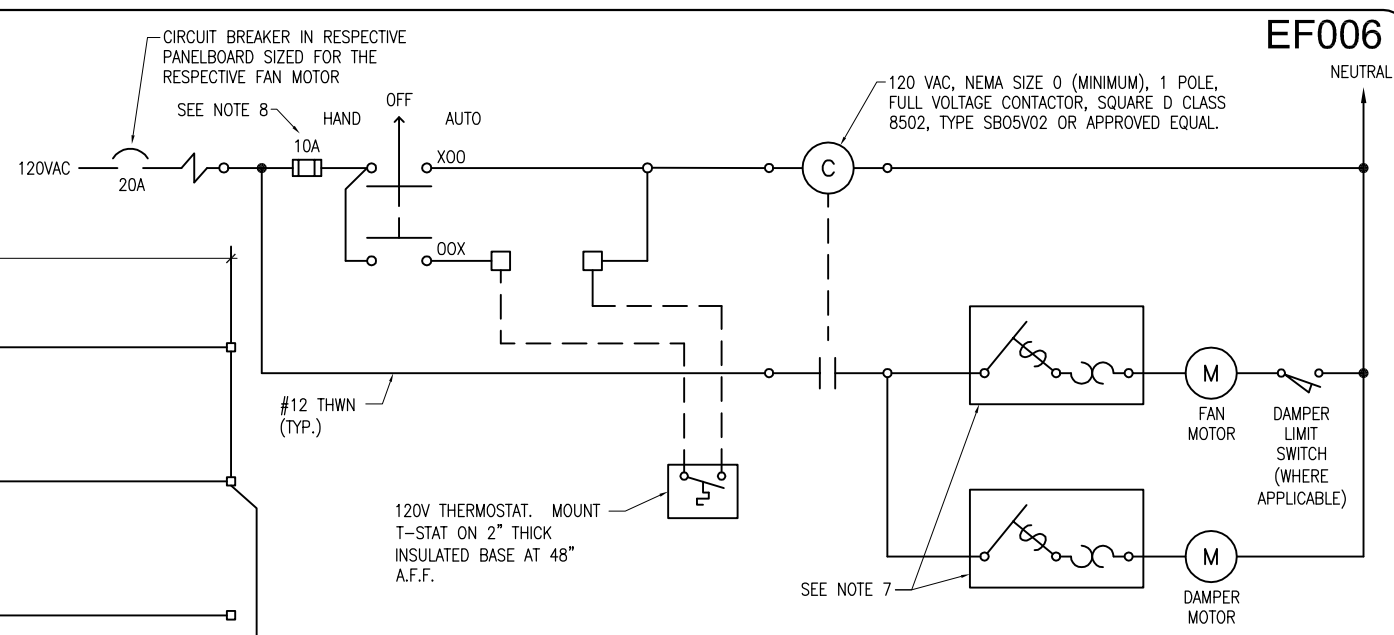 EF006
CIRCUIT BREAKER IN RESPECTIVE
PANELBOARD SIZED FOR THE
RESPECTIVE FAN MOTOR
SEE NOTE 8
HAND
OFF
AUTO
120 VAC, NEMA SIZE 0 (MINIMUM), 1 POLE,
FULL VOLTAGE CONTACTOR, SQUARE D CLASS
8502, TYPE SBO5V02 OR APPROVED EQUAL.
NEUTRAL
120VAC
20A
10A
XOO
C
OOX
#12 THWN
(TYP.)
M
FAN
MOTOR
DAMPER
LIMIT
SWITCH
(WHERE
APPLICABLE)
120V THERMOSTAT. MOUNT
T-STAT ON 2" THICK
INSULATED BASE AT 48"
A.F.F.
SEE NOTE 7
M
DAMPER
MOTOR